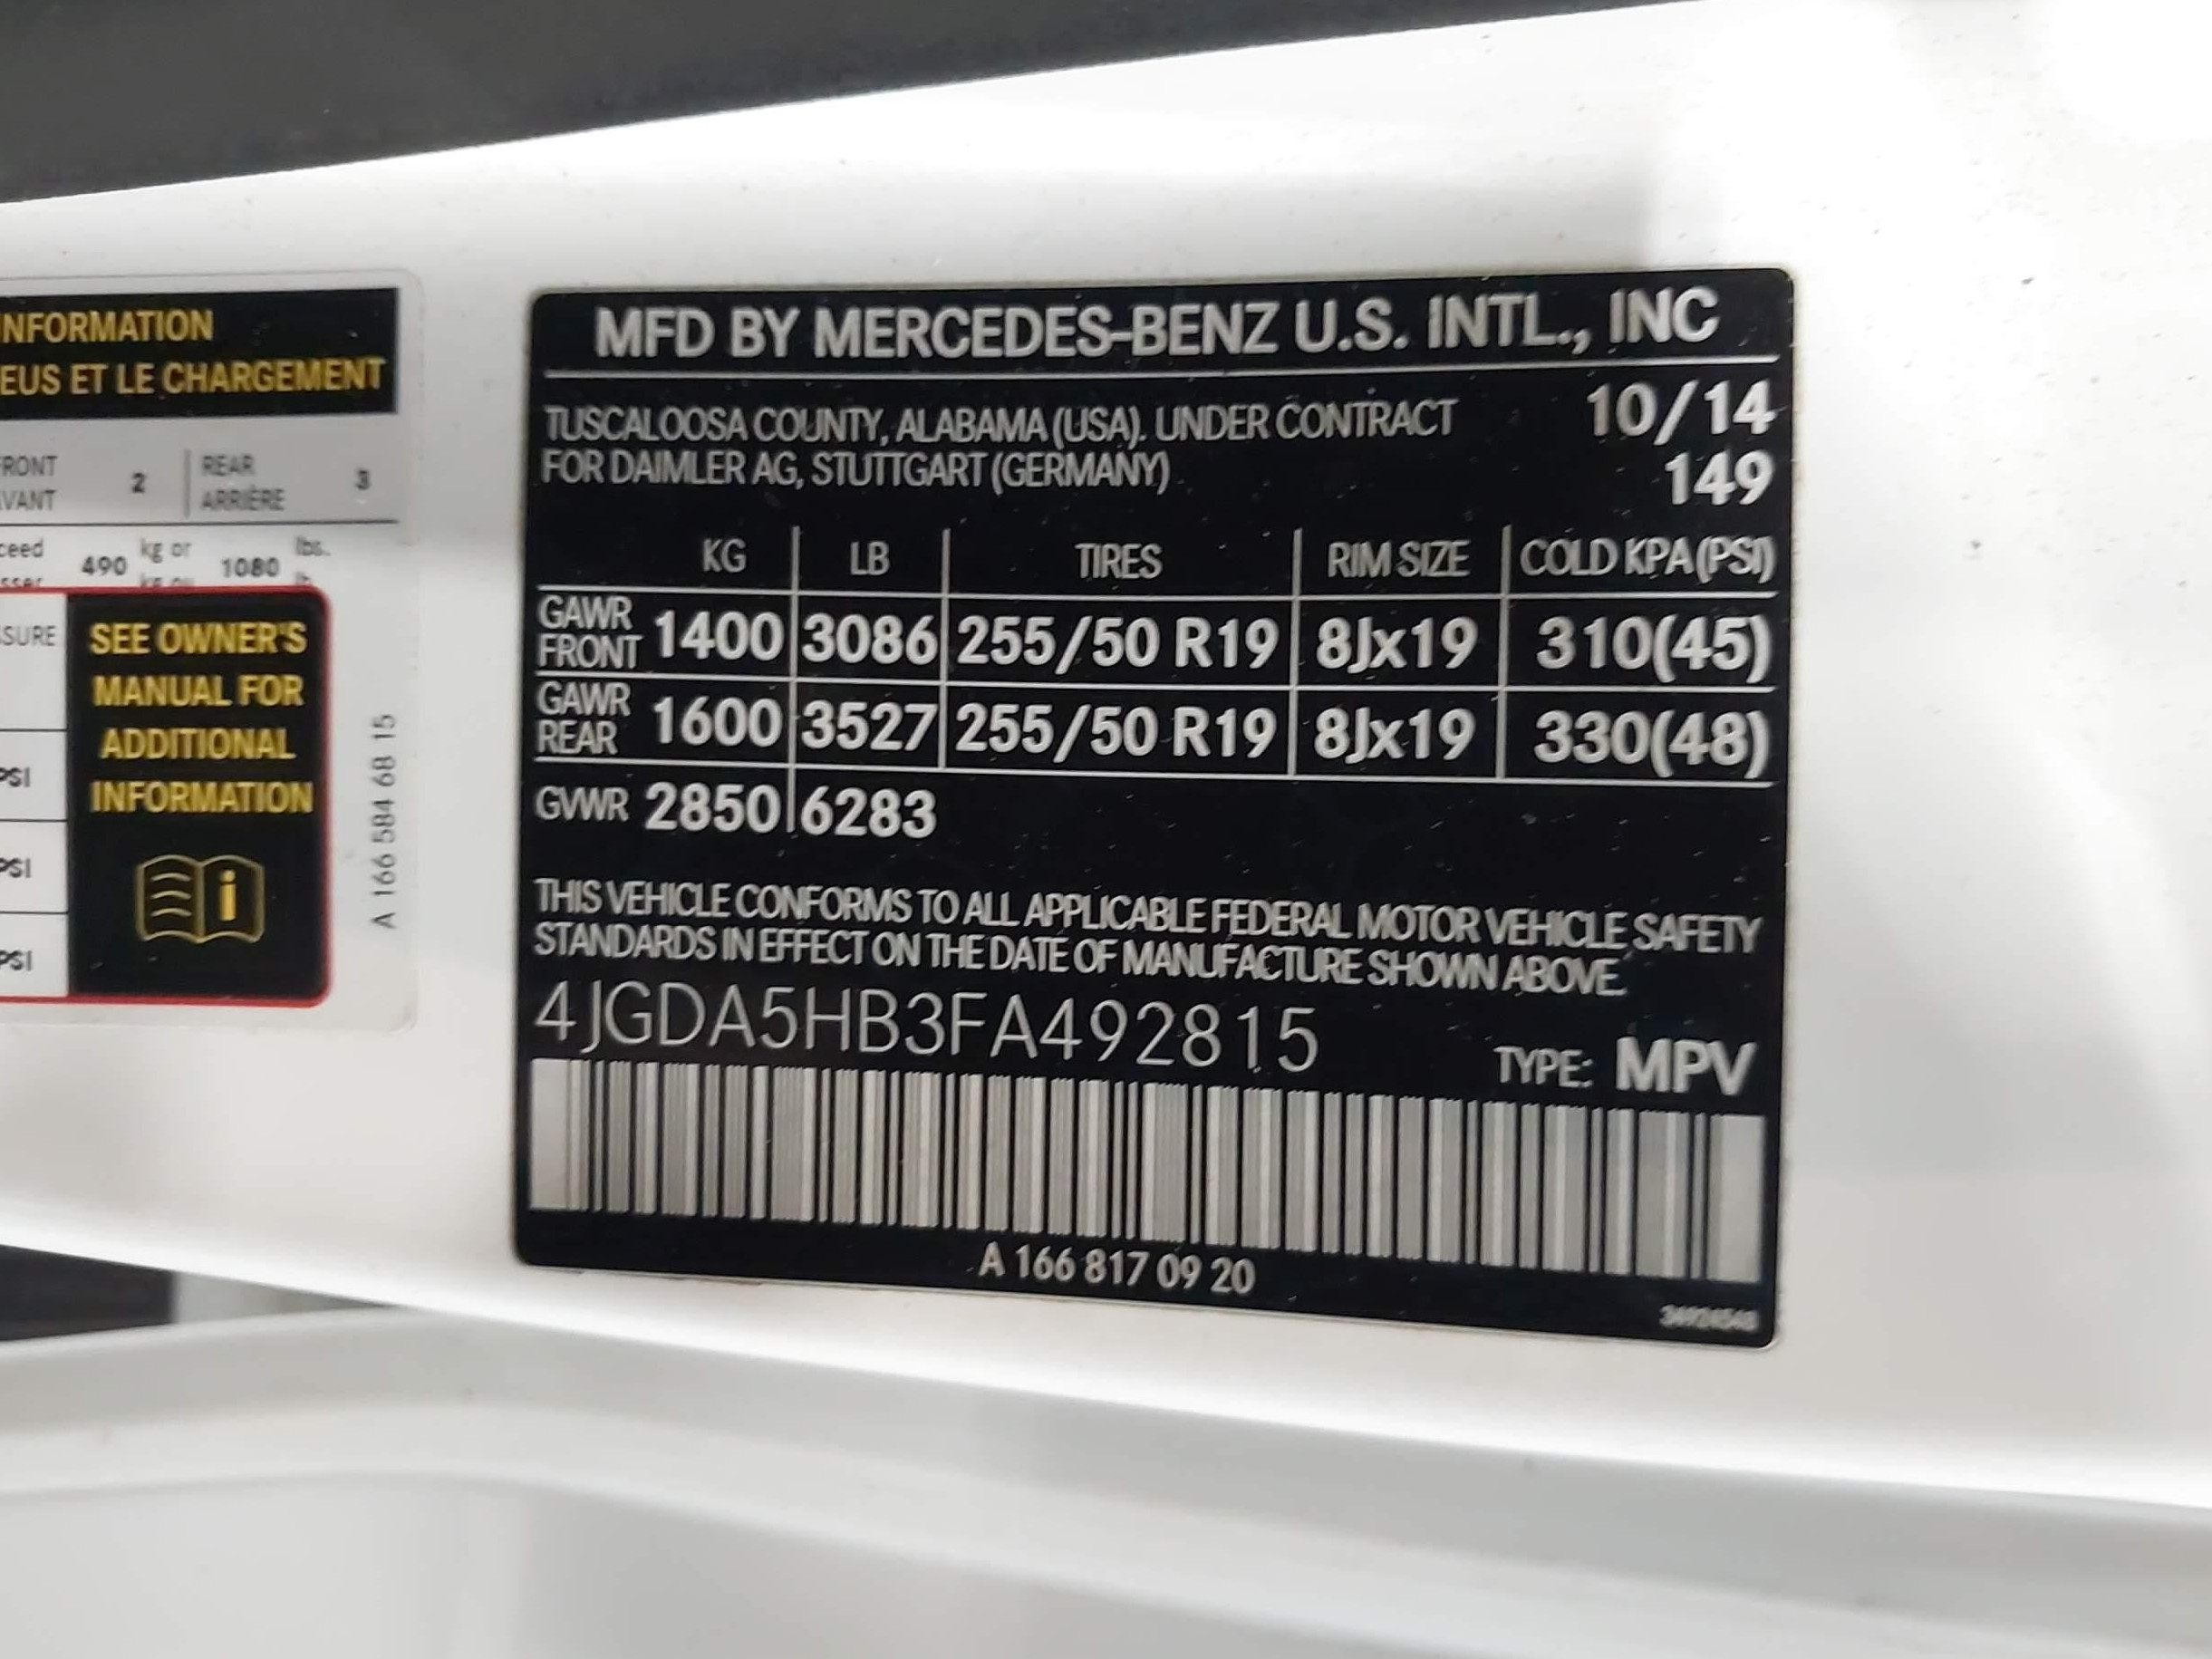 NFORMATION
EUS ET LE CHARGEMENT
RONT 2 REAR 3
VANT ARRIÈRE
ceed 490 kg or 1080 lbs.
SSURE
SEE OWNER'S
MANUAL FOR
ADDITIONAL
INFORMATION
i
PSI
PSI
PSI
A 166 584 68 15
MFD BY MERCEDES-BENZ U.S. INTL., INC
TUSCALOOSA COUNTY, ALABAMA (USA). UNDER CONTRACT 10/14
FOR DAIMLER AG, STUTTGART (GERMANY) 149
KG LB TIRES RIM SIZE COLD KPA(PSI)
GAWR FRONT 1400 3086 255/50 R19 8Jx19 310(45)
GAWR REAR 1600 3527 255/50 R19 8Jx19 330(48)
GVWR 2850 6283
THIS VEHICLE CONFORMS TO ALL APPLICABLE FEDERAL MOTOR VEHICLE SAFETY
STANDARDS IN EFFECT ON THE DATE OF MANUFACTURE SHOWN ABOVE.
4JGDA5HB3FA492815
TYPE: MPV
A 166 817 09 20